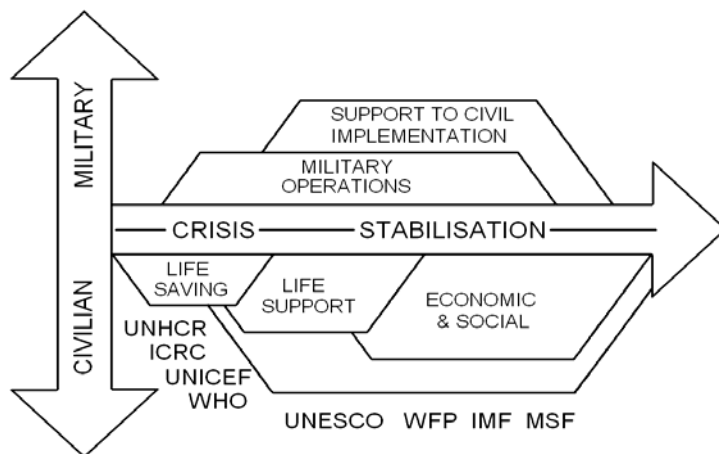 MILITARY
CIVILIAN
SUPPORT TO CIVIL
IMPLEMENTATION
MILITARY
OPERATIONS
CRISIS STABILISATION
LIFE
SAVING
LIFE
SUPPORT
ECONOMIC
& SOCIAL
UNHCR
ICRC
UNICEF
WHO
UNESCO WFP IMF MSF